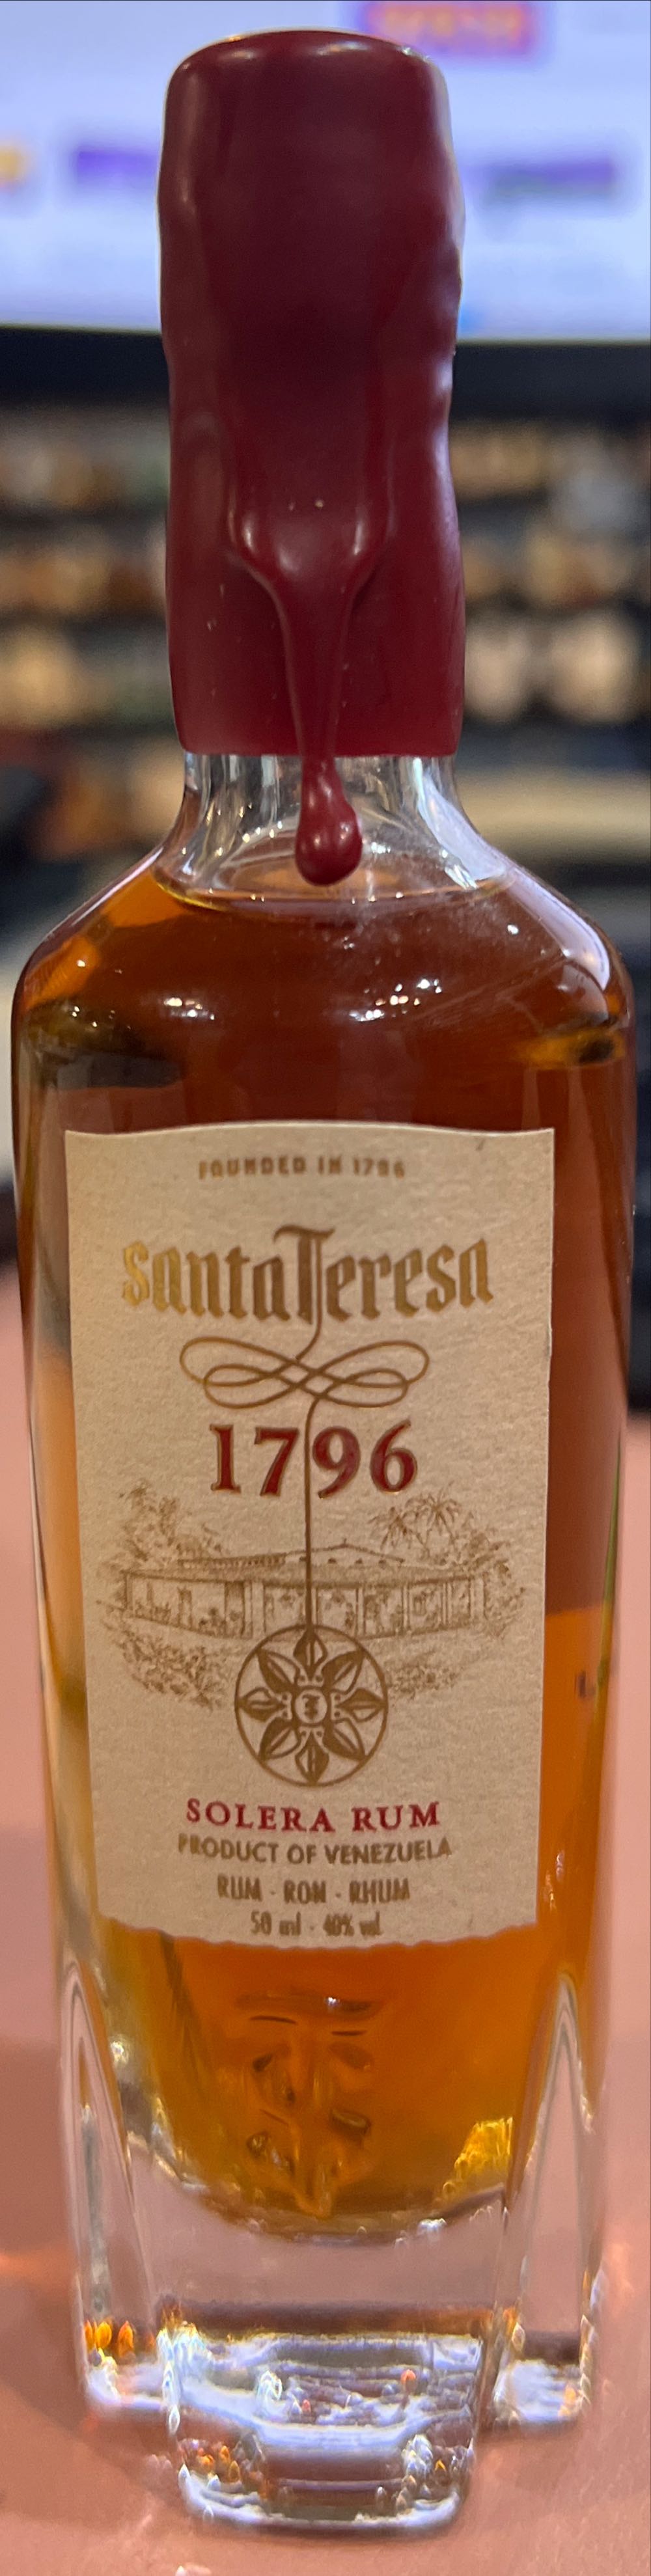 FOUNDED IN 1796
santaTeresa
1796
SOLERA RUM
PRODUCT OF VENEZUELA
RUM · RON · RHUM
50 ml · 40% vol